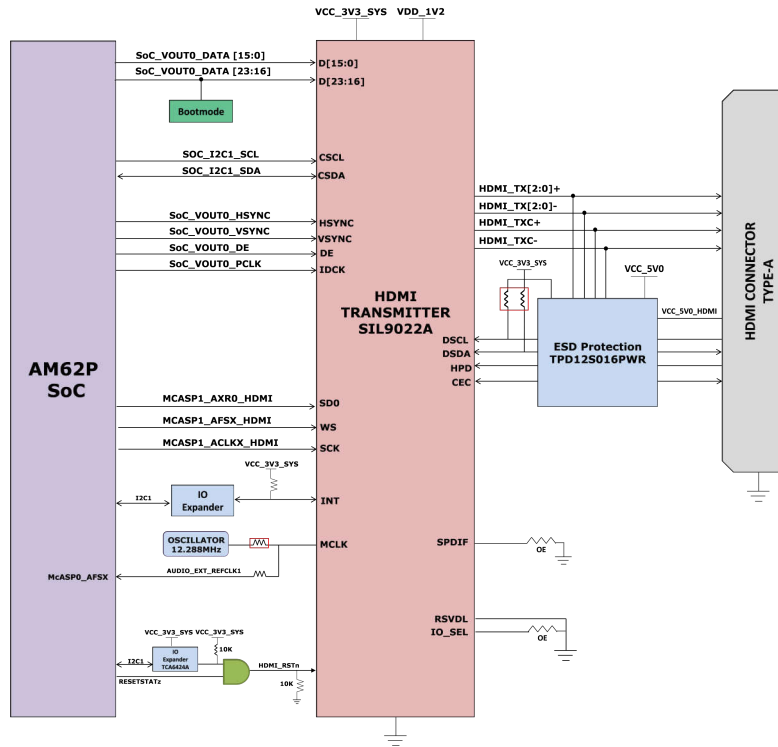 VCC_3V3_SYS VDD_1V2
SoC_VOUT0_DATA [15:0]
D[15:0]
SoC_VOUT0_DATA [23:16]
D[23:16]
Bootmode
SOC_I2C1_SCL
CSCL
SOC_I2C1_SDA
CSDA
HDMI_TX[2:0]+
HDMI_TX[2:0]-
HDMI_TXC+
HDMI_TXC-
SoC_VOUT0_HSYNC
HSYNC
SoC_VOUT0_VSYNC
VSYNC
SoC_VOUT0_DE
DE
SoC_VOUT0_PCLK
IDCK
VCC_3V3_SYS
VCC_5V0
HDMI CONNECTOR
TYPE-A
HDMI
TRANSMITTER
SIL9022A
VCC_5V0_HDMI
DSCL
DSDA
HPD
CEC
ESD Protection
TPD12S016PWR
AM62P
SoC
MCASP1_AXR0_HDMI
SD0
MCASP1_AFSX_HDMI
WS
MCASP1_ACLKX_HDMI
SCK
VCC_3V3_SYS
I2C1
IO
Expander
INT
OSCILLATOR
12.288MHz
MCLK
SPDIF
OE
McASP0_AFSX
AUDIO_EXT_REFCLK1
RSVDL
IO_SEL
OE
VCC_3V3_SYS VCC_3V3_SYS
I2C1
IO
Expander
TCA6424A
10K
HDMI_RSTn
RESETSTATz
10K